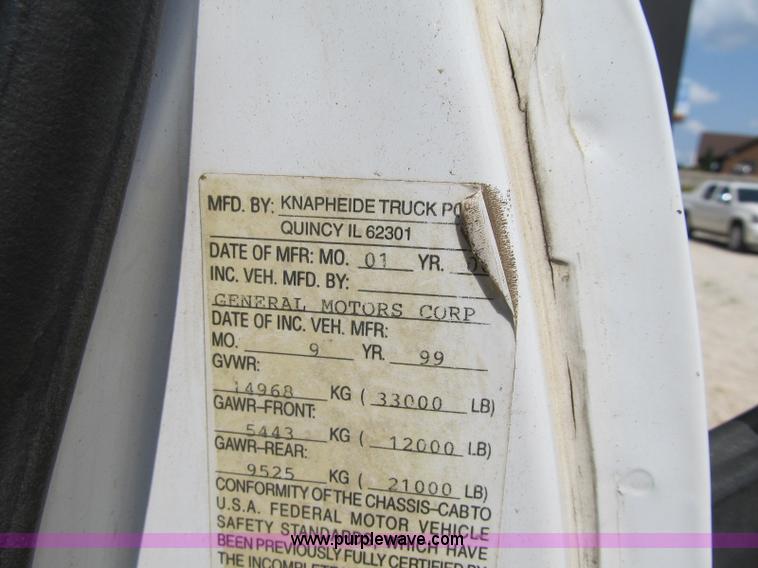 MFD. BY: KNAPHEIDE TRUCK
QUINCY IL 62301
DATE OF MFR: MO. 01 YR.
INC. VEH. MFD. BY:
GENERAL MOTORS CORP
DATE OF INC. VEH. MFR:
MO. 9 YR. 99
GVWR:
14968 KG ( 33000 LB)
GAWR-FRONT:
5443 KG ( 12000 LB)
GAWR-REAR:
9525 KG ( 21000 LB)
CONFORMITY OF THE CHASSIS-CAB TO
U.S.A. FEDERAL MOTOR VEHICLE
SAFETY STANDARDS, WHICH HAVE
www.purplewave.com
BEEN PREVIOUSLY FULLY CERTIFIED BY
THE INCOMPLETE